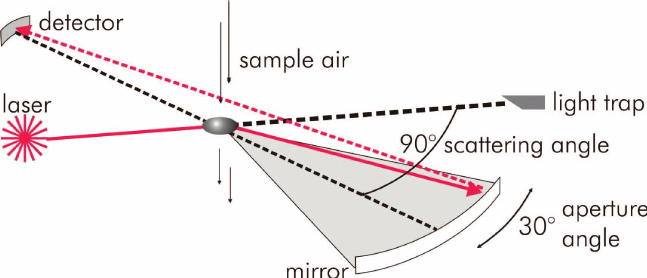 detector
sample air
laser
light trap
90° scattering angle
30° aperture
angle
mirror